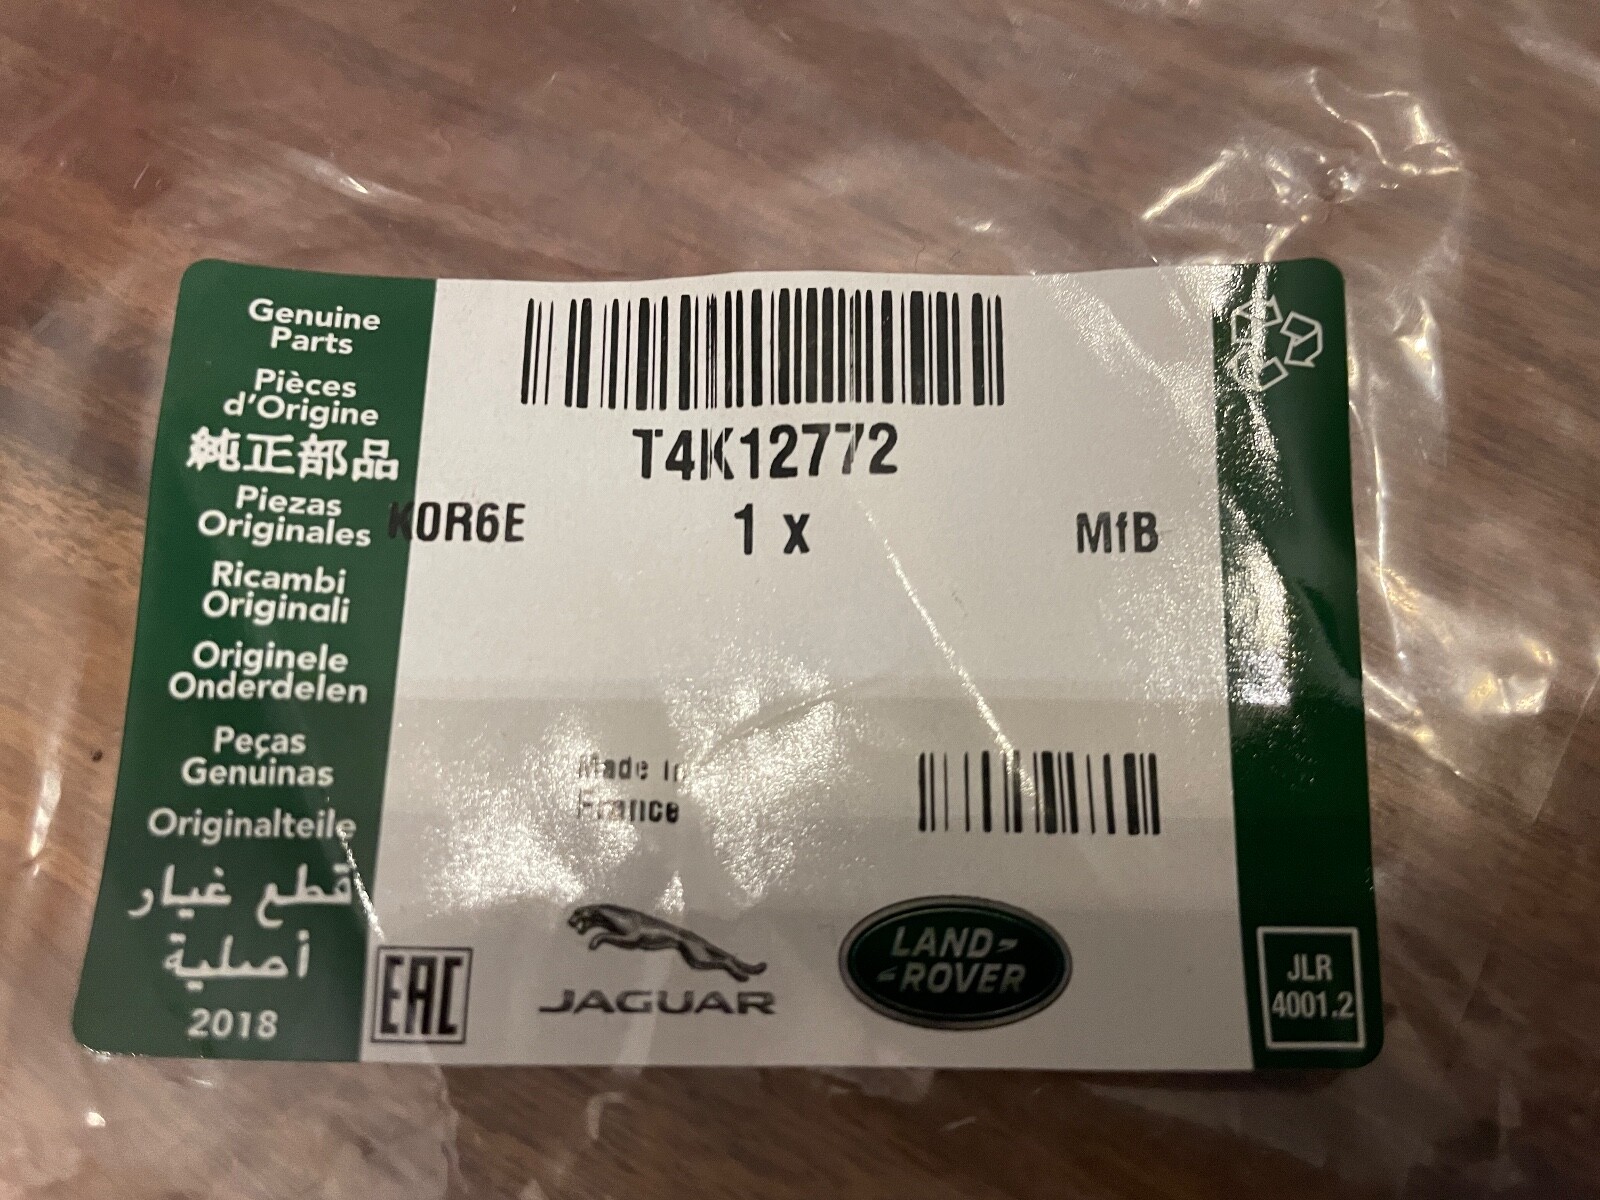 Genuine
Parts
Pièces
d'Origine
純正部品
Piezas
Originales
Ricambi
Originali
Originele
Onderdelen
Peças
Genuinas
Originalteile
قطع غيار
أصلية
2018
T4K12772
K0R6E 1 x MfB
Made In
France
EAC
JAGUAR
LAND-
-ROVER
JLR
4001.2